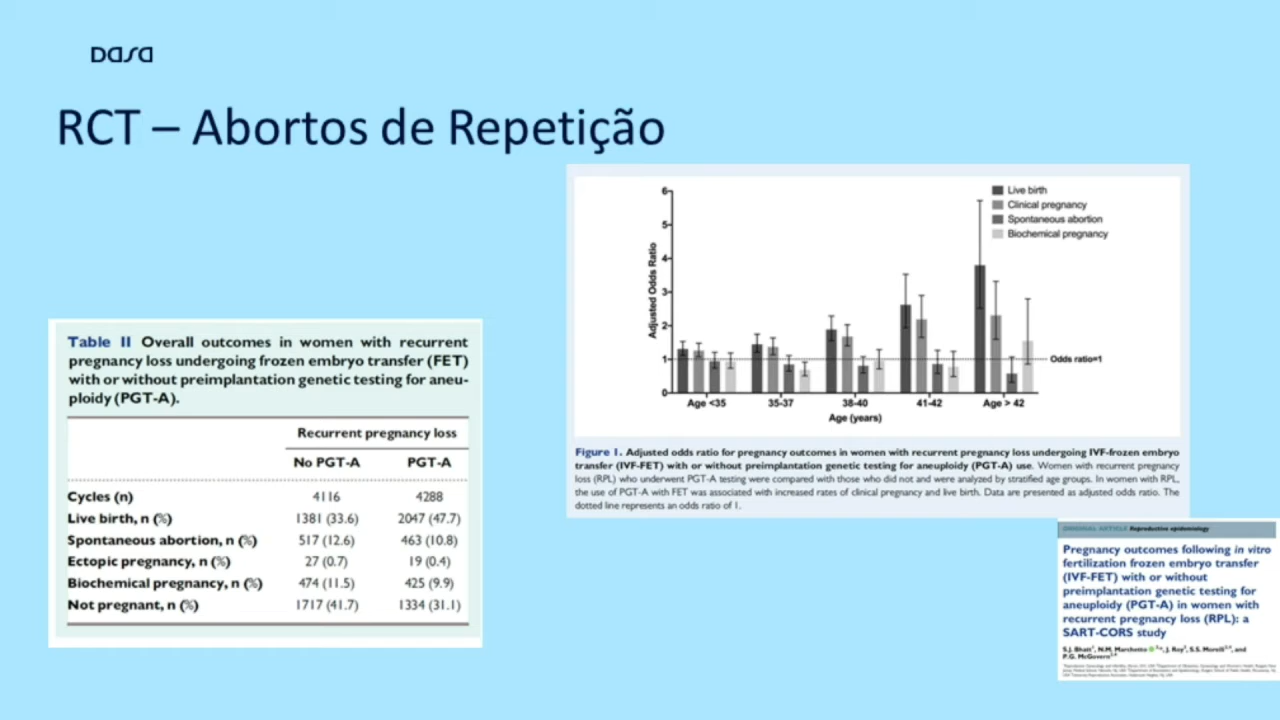 Dasa
RCT – Abortos de Repetição
Table II Overall outcomes in women with recurrent
pregnancy loss undergoing frozen embryo transfer (FET)
with or without preimplantation genetic testing for aneu-
ploidy (PGT-A).
Recurrent pregnancy loss
No PGT-A PGT-A
Cycles (n) 4116 4288
Live birth, n (%) 1381 (33.6) 2047 (47.7)
Spontaneous abortion, n (%) 517 (12.6) 463 (10.8)
Ectopic pregnancy, n (%) 27 (0.7) 19 (0.4)
Biochemical pregnancy, n (%) 474 (11.5) 425 (9.9)
Not pregnant, n (%) 1717 (41.7) 1334 (31.1)
Adjusted Odds Ratio
6
5
4
3
2
1
0
Live birth
Clinical pregnancy
Spontaneous abortion
Biochemical pregnancy
Odds ratio=1
Age <35 35-37 38-40 41-42 Age > 42
Age (years)
Figure 1. Adjusted odds ratio for pregnancy outcomes in women with recurrent pregnancy loss undergoing IVF-frozen embryo
transfer (IVF-FET) with or without preimplantation genetic testing for aneuploidy (PGT-A) use. Women with recurrent pregnancy
loss (RPL) who underwent PGT-A testing were compared with those who did not and were analyzed by stratified age groups. In women with RPL,
the use of PGT-A with FET was associated with increased rates of clinical pregnancy and live birth. Data are presented as adjusted odds ratio. The
dotted line represents an odds ratio of 1.
ORIGINAL ARTICLE Reproductive epidemiology
Pregnancy outcomes following in vitro
fertilization frozen embryo transfer
(IVF-FET) with or without
preimplantation genetic testing for
aneuploidy (PGT-A) in women with
recurrent pregnancy loss (RPL): a
SART-CORS study
S.J. Bhatt, N.M. Marchetto, J. Roy, S.S. Morelli, and
P.G. McGovern